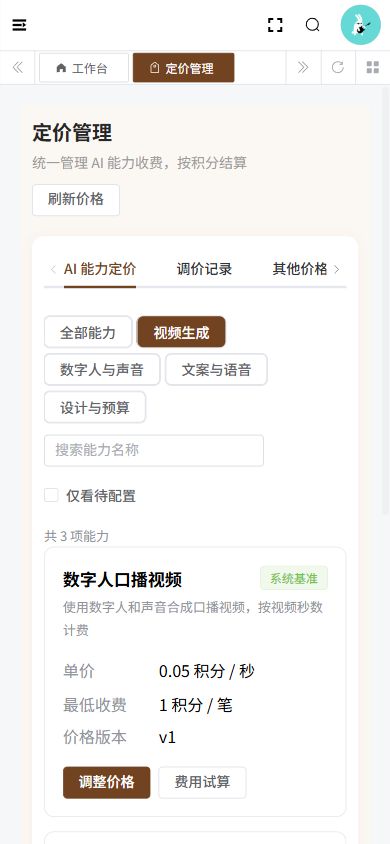 工作台
定价管理
定价管理
统一管理 AI 能力收费，按积分结算
刷新价格
AI 能力定价
调价记录
其他价格
全部能力
视频生成
数字人与声音
文案与语音
设计与预算
搜索能力名称
仅看待配置
共 3 项能力
数字人口播视频
系统基准
使用数字人和声音合成口播视频，按视频秒数
计费
单价
0.05 积分 / 秒
最低收费
1 积分 / 笔
价格版本
v1
调整价格
费用试算